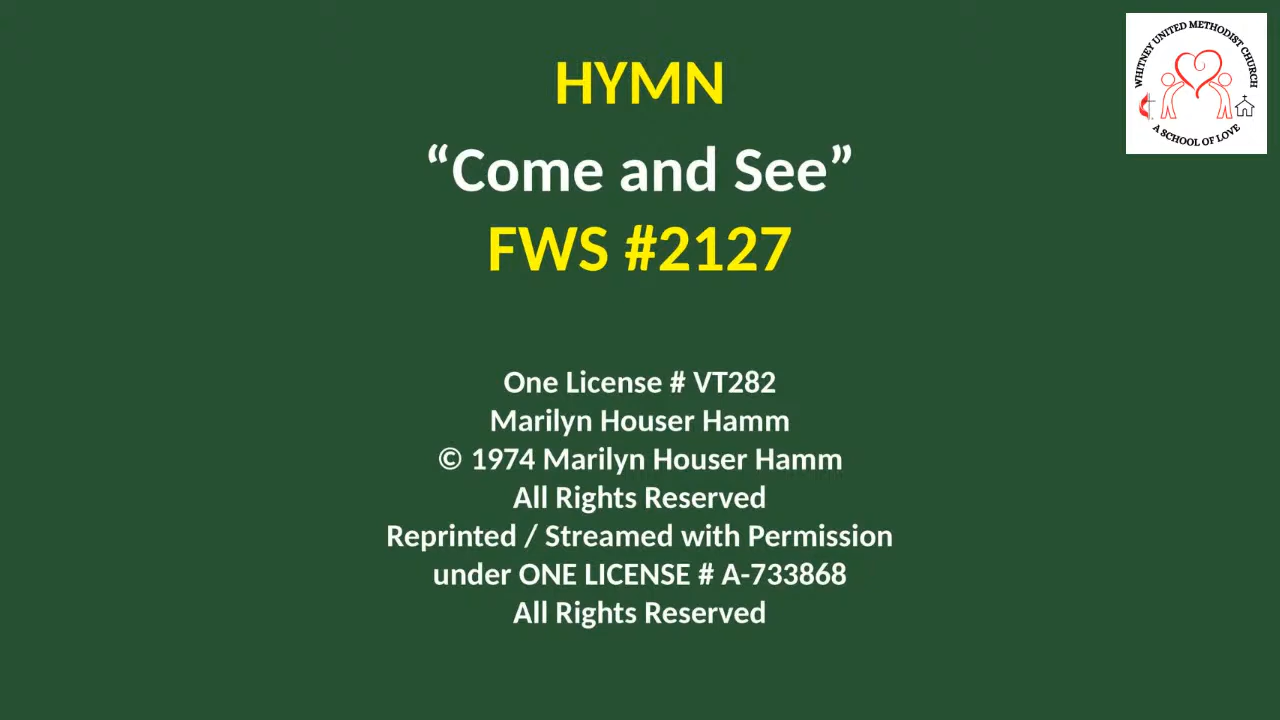 HYMN
“Come and See”
FWS #2127
One License # VT282
Marilyn Houser Hamm
© 1974 Marilyn Houser Hamm
All Rights Reserved
Reprinted / Streamed with Permission
under ONE LICENSE # A-733868
All Rights Reserved
WHITNEY UNITED METHODIST CHURCH
A SCHOOL OF LOVE